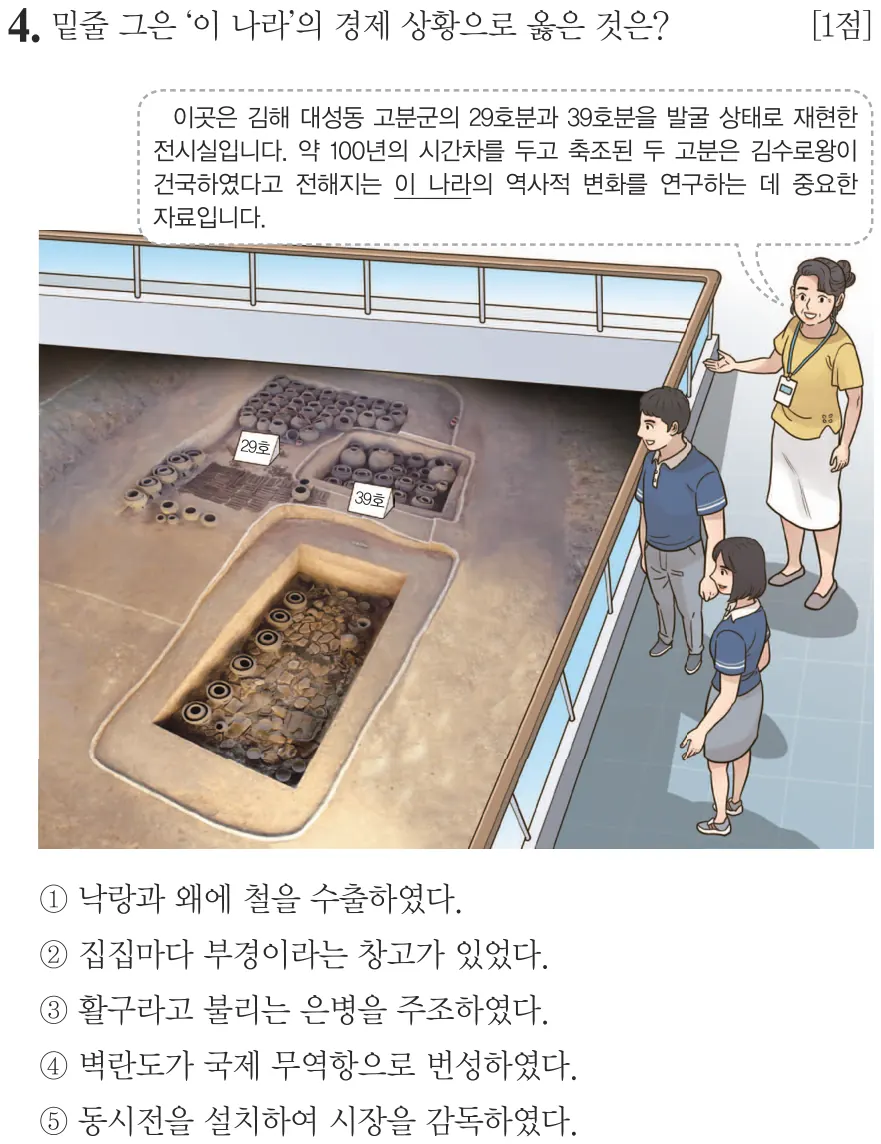 4. 밑줄 그은 ‘이 나라’의 경제 상황으로 옳은 것은? [1점]
이곳은 김해 대성동 고분군의 29호분과 39호분을 발굴 상태로 재현한
전시실입니다. 약 100년의 시간차를 두고 축조된 두 고분은 김수로왕이
건국하였다고 전해지는 이 나라의 역사적 변화를 연구하는 데 중요한
자료입니다.
29호
39호
① 낙랑과 왜에 철을 수출하였다.
② 집집마다 부경이라는 창고가 있었다.
③ 활구라고 불리는 은병을 주조하였다.
④ 벽란도가 국제 무역항으로 번성하였다.
⑤ 동시전을 설치하여 시장을 감독하였다.